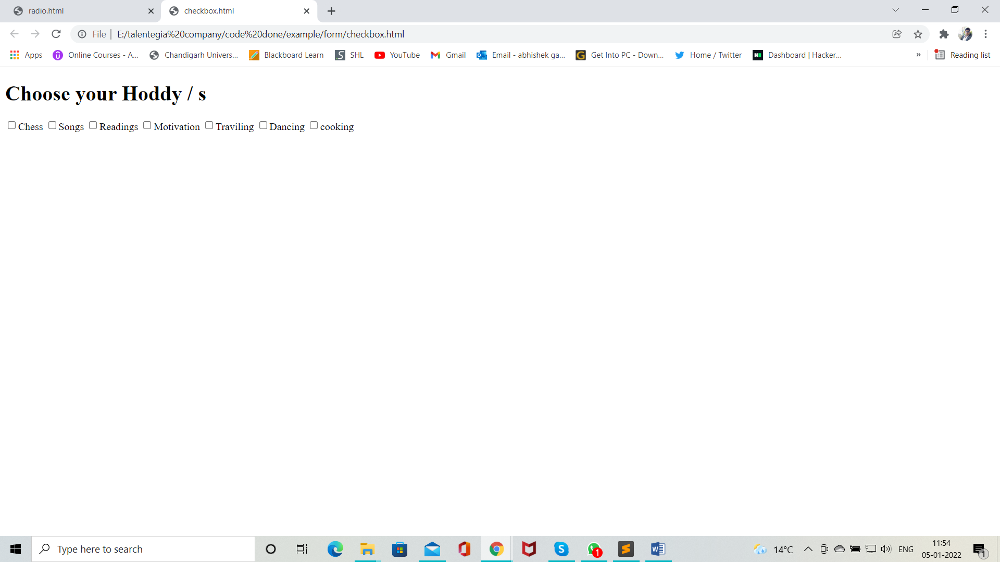 radio.html
checkbox.html
File | E:/talentegia%20company/code%20done/example/form/checkbox.html
Apps Online Courses - A... Chandigarh Univers... Blackboard Learn SHL YouTube Gmail Email - abhishek ga... Get Into PC - Down... Home / Twitter Dashboard | Hacker... » Reading list
Choose your Hoddy / s
Chess Songs Readings Motivation Traviling Dancing cooking
Type here to search
1
14°C
ENG
11:54
05-01-2022
1